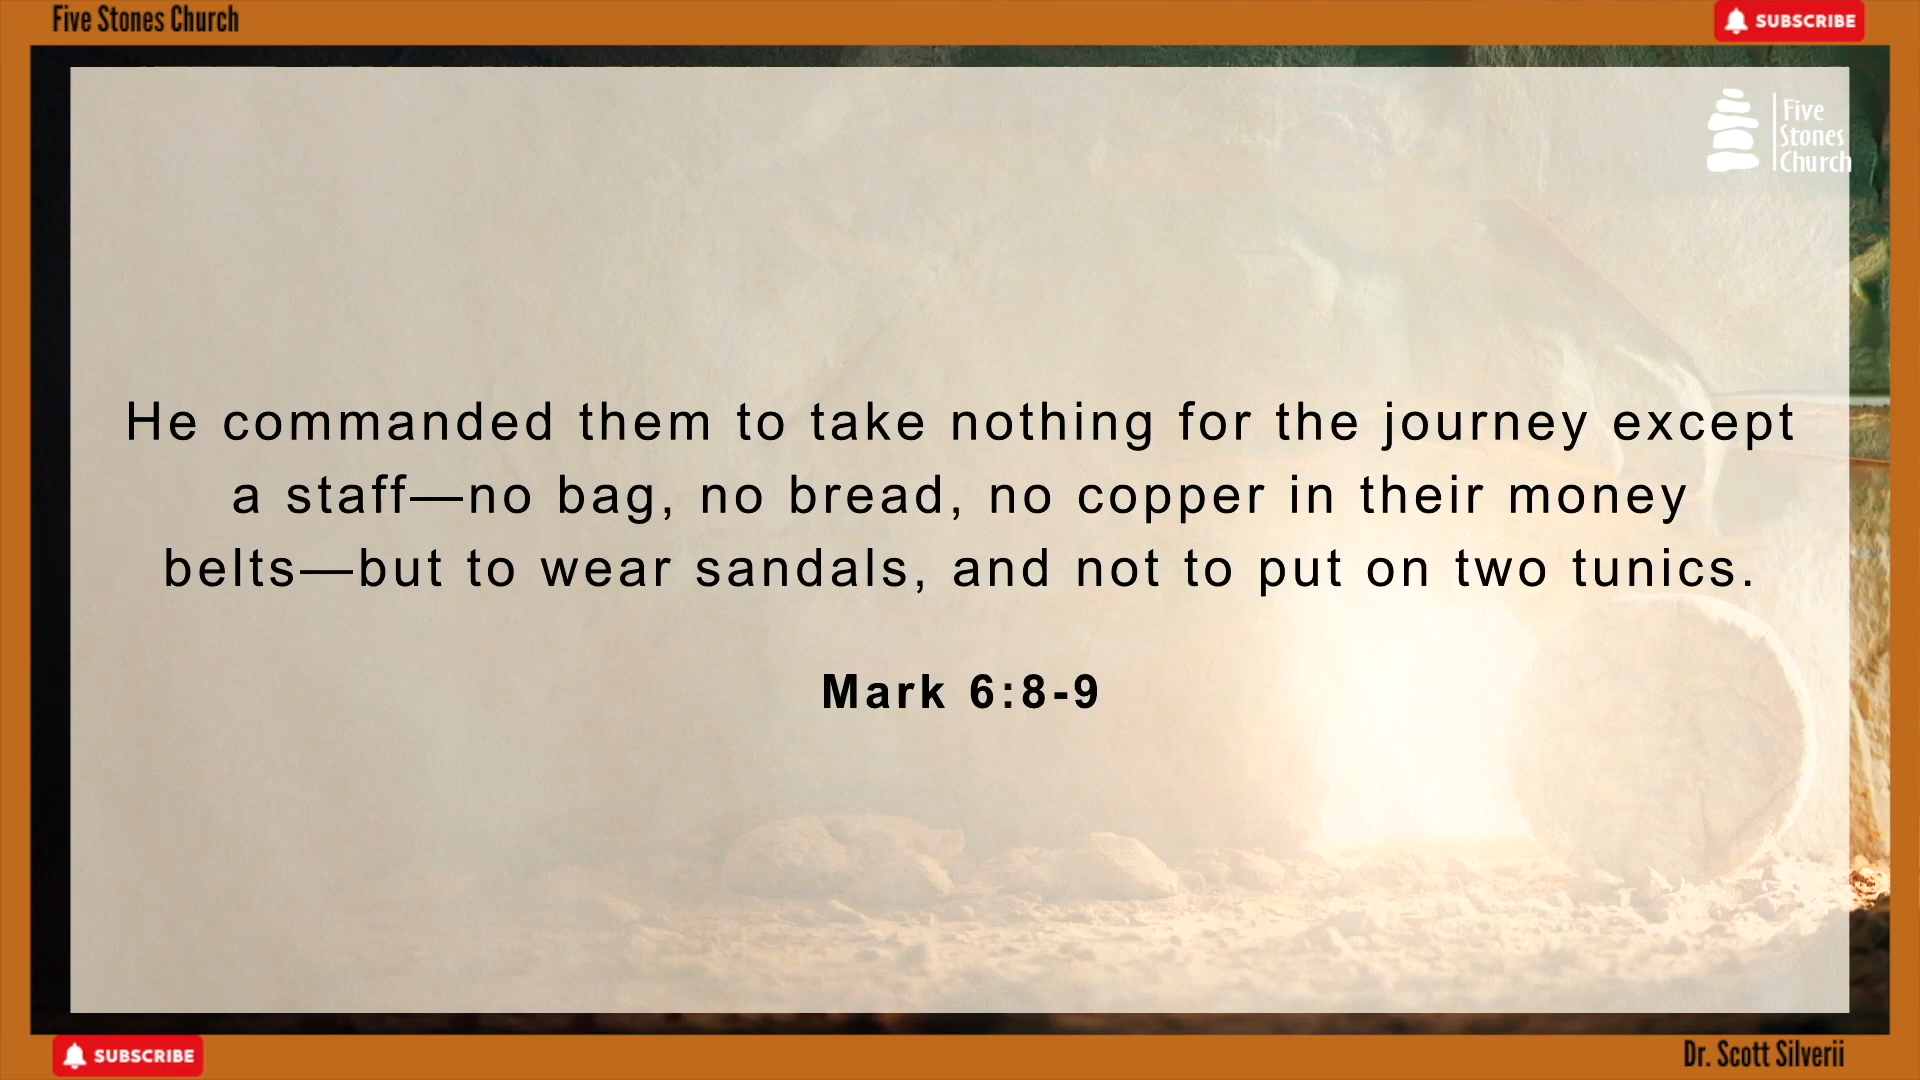 Five Stones Church
SUBSCRIBE
Five
Stones
Church
He commanded them to take nothing for the journey except
a staff—no bag, no bread, no copper in their money
belts—but to wear sandals, and not to put on two tunics.
Mark 6:8-9
SUBSCRIBE
Dr. Scott Silverii